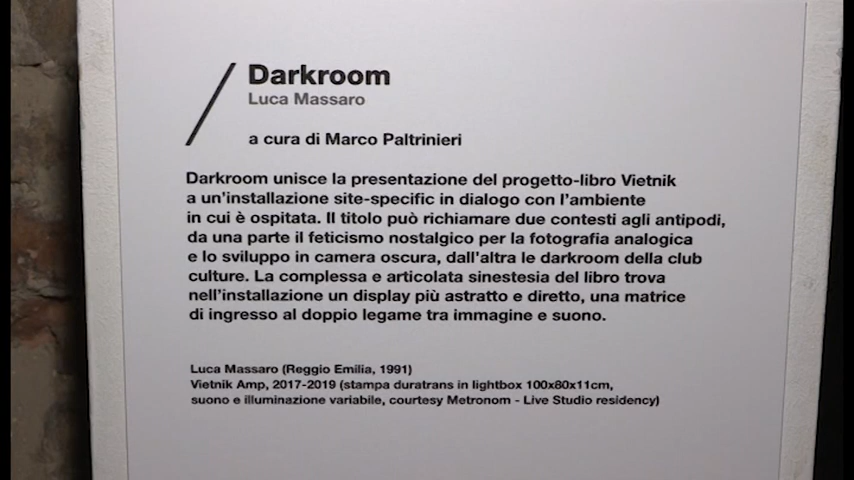 Darkroom
Luca Massaro
a cura di Marco Paltrinieri
Darkroom unisce la presentazione del progetto-libro Vietnik
a un'installazione site-specific in dialogo con l'ambiente
in cui è ospitata. Il titolo può richiamare due contesti agli antipodi,
da una parte il feticismo nostalgico per la fotografia analogica
e lo sviluppo in camera oscura, dall'altra le darkroom della club
culture. La complessa e articolata sinestesia del libro trova
nell'installazione un display più astratto e diretto, una matrice
di ingresso al doppio legame tra immagine e suono.
Luca Massaro (Reggio Emilia, 1991)
Vietnik Amp, 2017-2019 (stampa duratrans in lightbox 100x80x11cm,
suono e illuminazione variabile, courtesy Metronom - Live Studio residency)